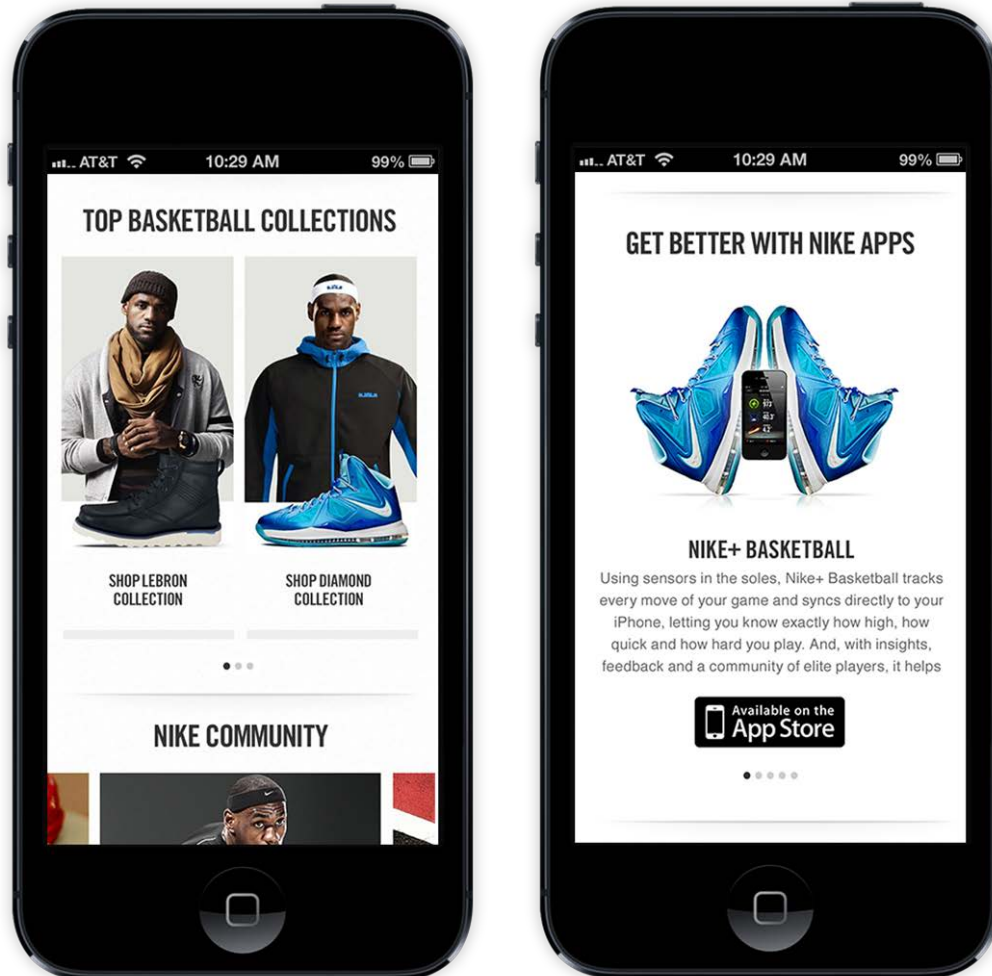 AT&T 10:29 AM 99%
TOP BASKETBALL COLLECTIONS
SHOP LEBRON
COLLECTION
SHOP DIAMOND
COLLECTION
NIKE COMMUNITY
AT&T 10:29 AM 99%
GET BETTER WITH NIKE APPS
NIKE+ BASKETBALL
Using sensors in the soles, Nike+ Basketball tracks
every move of your game and syncs directly to your
iPhone, letting you know exactly how high, how
quick and how hard you play. And, with insights,
feedback and a community of elite players, it helps
Available on the
App Store